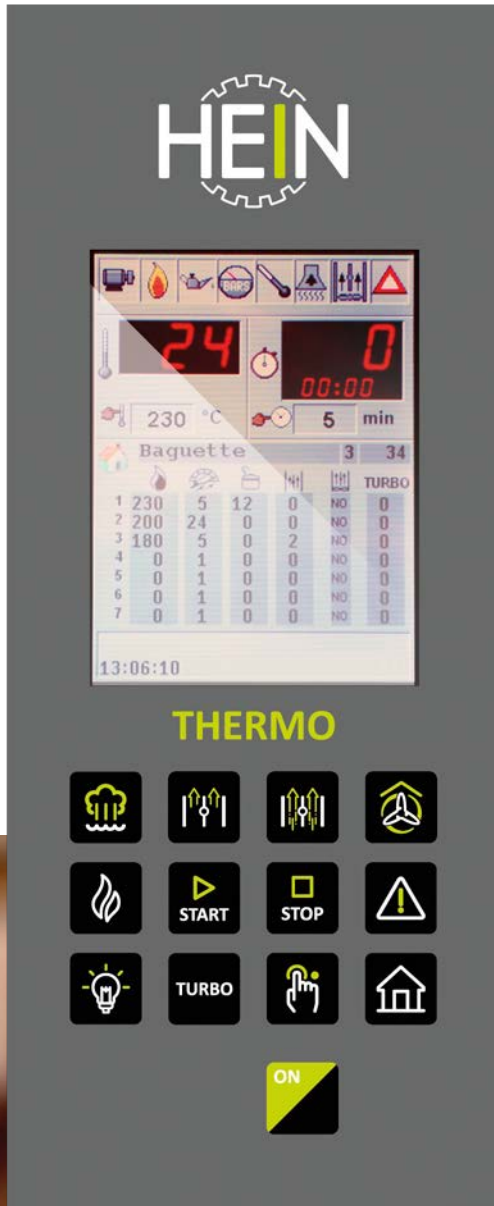 HEIN
BARS
24 0
00:00
230 °C 5 min
Baguette 3 34
TURBO
1 230 5 12 0 NO 0
2 200 24 0 0 NO 0
3 180 5 0 2 NO 0
4 0 1 0 0 NO 0
5 0 1 0 0 NO 0
6 0 1 0 0 NO 0
7 0 1 0 0 NO 0
13:06:10
THERMO
START STOP
TURBO
ON